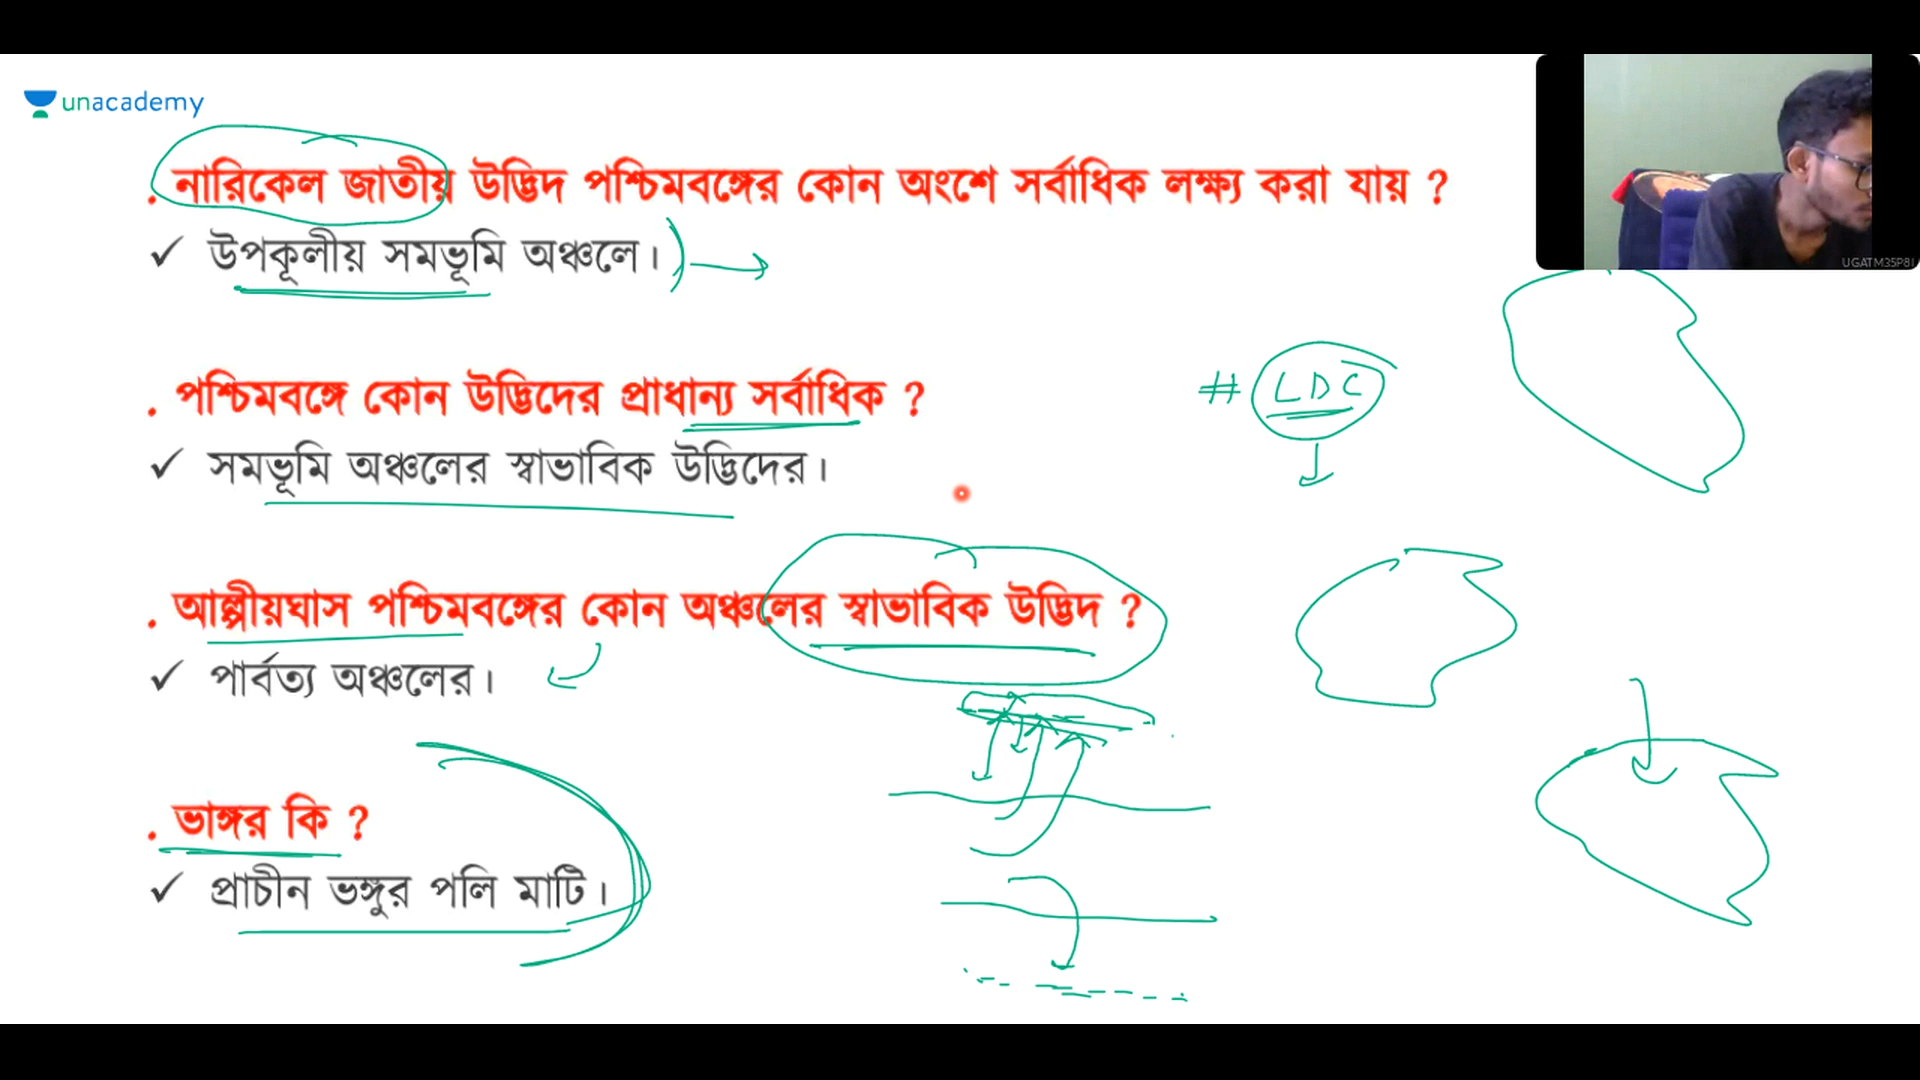 unacademy
UGATM35P8I
. নারিকেল জাতীয় উদ্ভিদ পশ্চিমবঙ্গের কোন অংশে সর্বাধিক লক্ষ্য করা যায় ?
✓ উপকূলীয় সমভূমি অঞ্চলে।
# LDC
. পশ্চিমবঙ্গে কোন উদ্ভিদের প্রাধান্য সর্বাধিক ?
✓ সমভূমি অঞ্চলের স্বাভাবিক উদ্ভিদের।
. আল্পীয়ঘাস পশ্চিমবঙ্গের কোন অঞ্চলের স্বাভাবিক উদ্ভিদ ?
✓ পার্বত্য অঞ্চলের।
. ভাঙ্গর কি ?
✓ প্রাচীন ভঙ্গুর পলি মাটি।